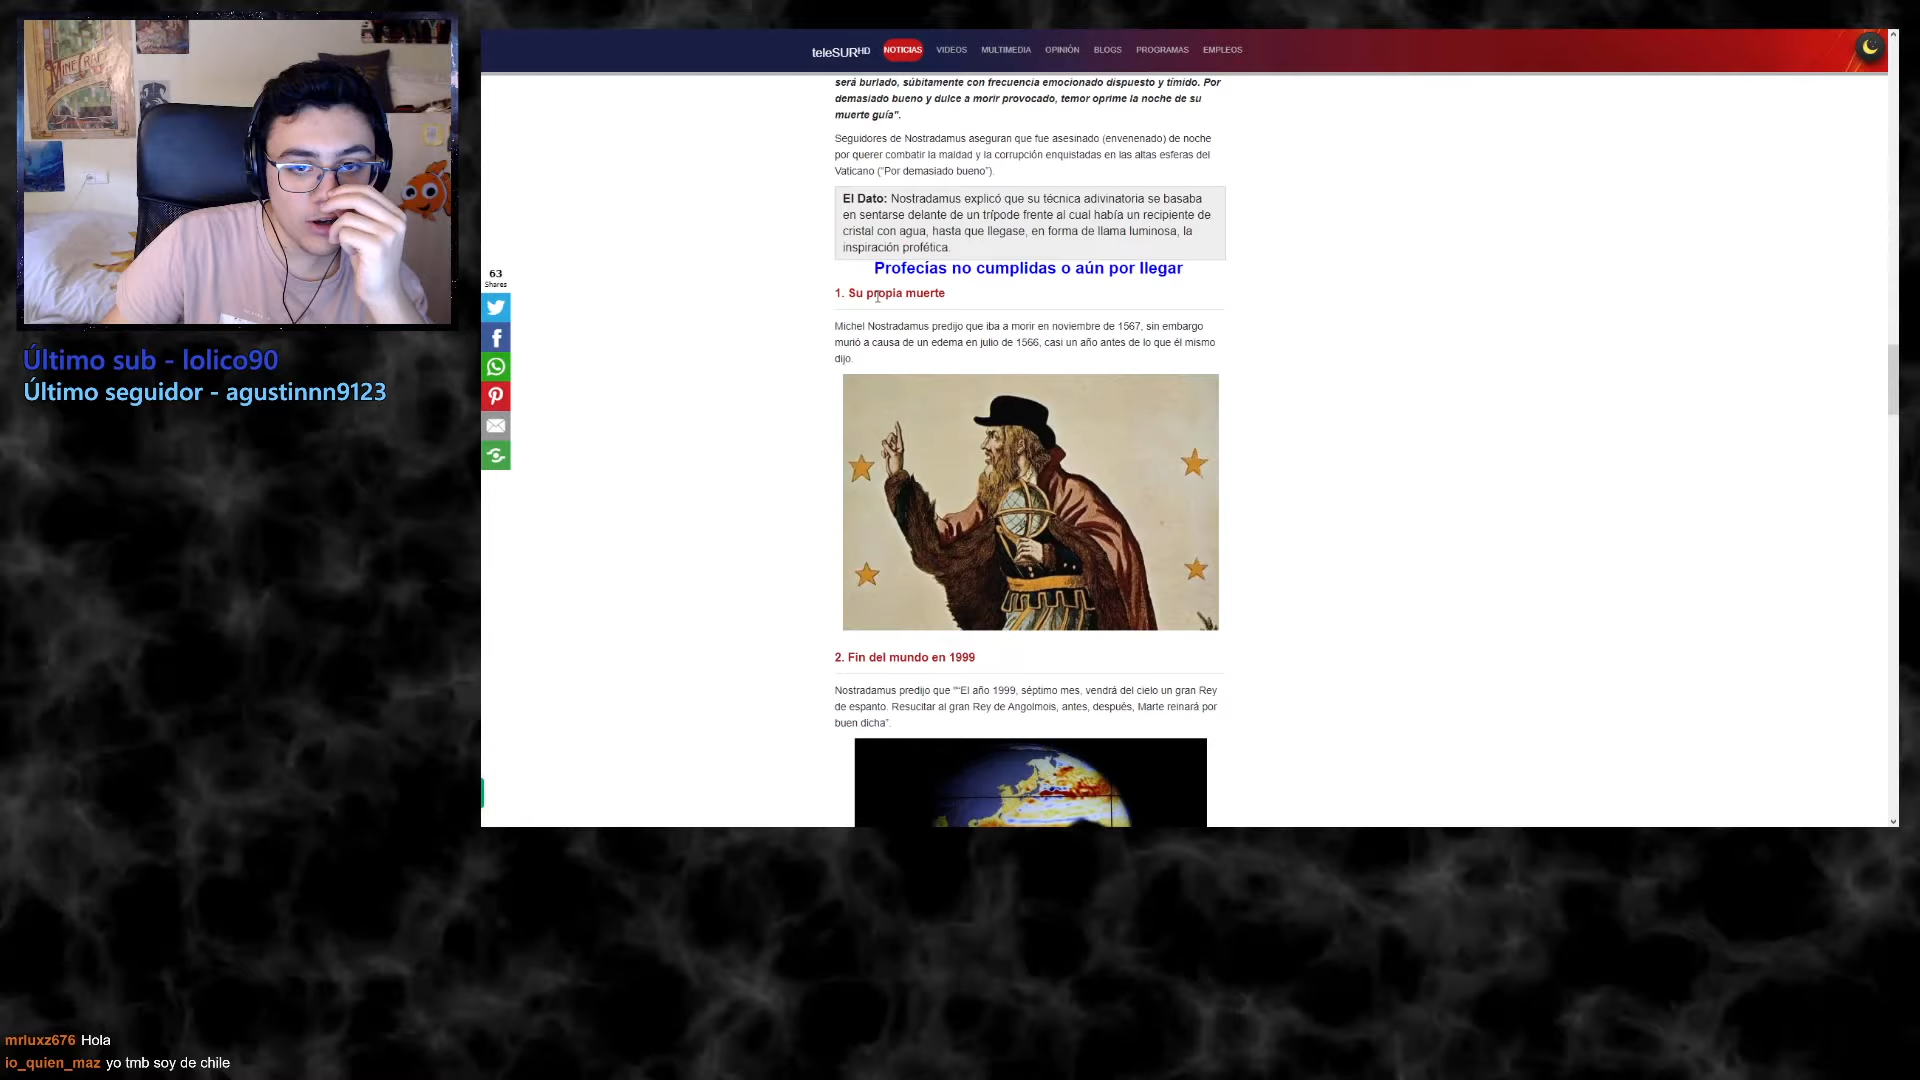 MINECRAFT
Último sub - lolico90
Último seguidor - agustinnn9123
mrluxz676 Hola
io_quien_maz yo tmb soy de chile
teleSURHD
NOTICIAS VIDEOS MULTIMEDIA OPINIÓN BLOGS PROGRAMAS EMPLEOS
será burlado, súbitamente con frecuencia emocionado dispuesto y tímido. Por
demasiado bueno y dulce a morir provocado, temor oprime la noche de su
muerte guía".
Seguidores de Nostradamus aseguran que fue asesinado (envenenado) de noche
por querer combatir la maldad y la corrupción enquistadas en las altas esferas del
Vaticano ("Por demasiado bueno").
El Dato: Nostradamus explicó que su técnica adivinatoria se basaba
en sentarse delante de un trípode frente al cual había un recipiente de
cristal con agua, hasta que llegase, en forma de llama luminosa, la
inspiración profética.
Profecías no cumplidas o aún por llegar
63
Shares
1. Su propia muerte
Michel Nostradamus predijo que iba a morir en noviembre de 1567, sin embargo
murió a causa de un edema en julio de 1566, casi un año antes de lo que él mismo
dijo.
2. Fin del mundo en 1999
Nostradamus predijo que "“El año 1999, séptimo mes, vendrá del cielo un gran Rey
de espanto. Resucitar al gran Rey de Angolmois, antes, después, Marte reinará por
buen dicha”.